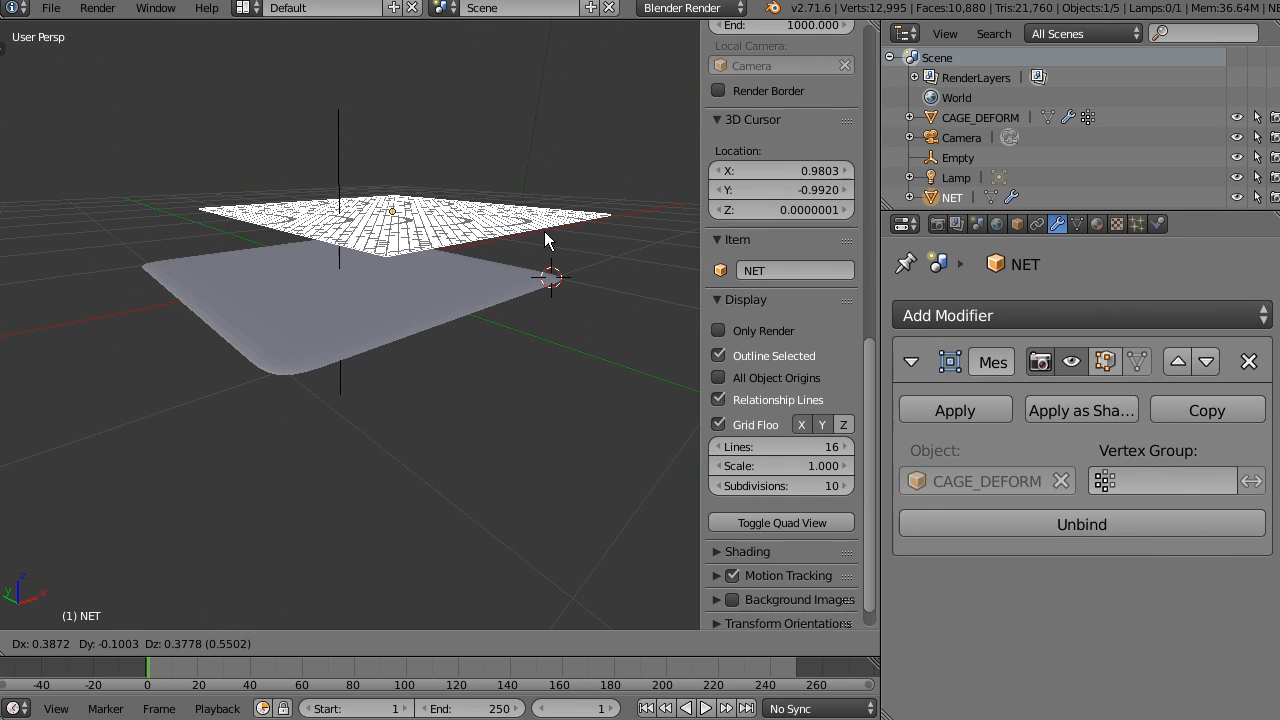 File Render Window Help Default Scene Blender Render v2.71.6 | Verts:12,995 | Faces:10,880 | Tris:21,760 | Objects:1/5 | Lamps:0/1 | Mem:36.64M | NE
User Persp
End: 1000.000
Local Camera:
Camera
Render Border
3D Cursor
Location:
X: 0.9803
Y: -0.9920
Z: 0.0000001
Item
NET
Display
Only Render
Outline Selected
All Object Origins
Relationship Lines
Grid Floo X Y Z
Lines: 16
Scale: 1.000
Subdivisions: 10
Toggle Quad View
Shading
Motion Tracking
Background Images
Transform Orientations
z
y x
(1) NET
Dx: 0.3872 Dy: -0.1003 Dz: 0.3778 (0.5502)
View Search All Scenes
Scene
RenderLayers
World
CAGE_DEFORM
Camera
Empty
Lamp
NET
NET
Add Modifier
Mes
Apply Apply as Sha... Copy
Object: Vertex Group:
CAGE_DEFORM
Unbind
-40 -20 0 20 40 60 80 100 120 140 160 180 200 220 240 260
View Marker Frame Playback Start: 1 End: 250 1 No Sync